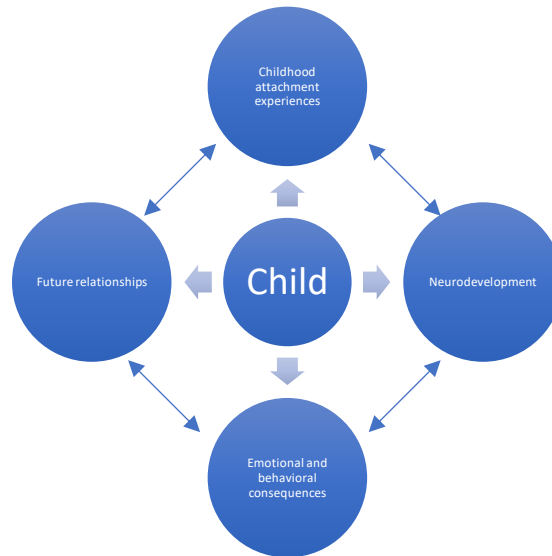 Childhood
attachment
experiences
Future relationships
Child
Neurodevelopment
Emotional and
behavioral
consequences